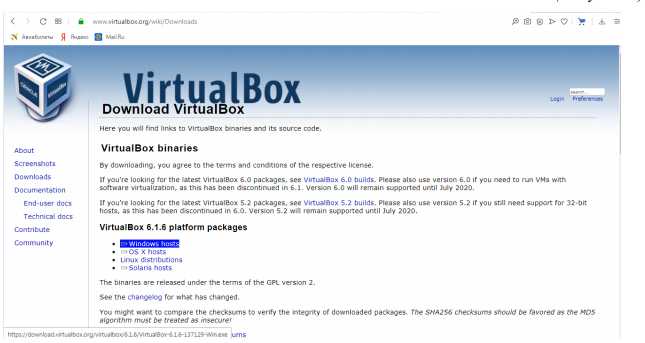 www.virtualbox.org/wiki/Downloads
Авиабилеты Яндекс Mail.Ru
ORACLE
VirtualBox
VirtualBox
search...
Login Preferences
Download VirtualBox
Here you will find links to VirtualBox binaries and its source code.
About
Screenshots
Downloads
Documentation
End-user docs
Technical docs
Contribute
Community
VirtualBox binaries
By downloading, you agree to the terms and conditions of the respective license.
If you're looking for the latest VirtualBox 6.0 packages, see VirtualBox 6.0 builds. Please also use version 6.0 if you need to run VMs with
software virtualization, as this has been discontinued in 6.1. Version 6.0 will remain supported until July 2020.
If you're looking for the latest VirtualBox 5.2 packages, see VirtualBox 5.2 builds. Please also use version 5.2 if you still need support for 32-bit
hosts, as this has been discontinued in 6.0. Version 5.2 will remain supported until July 2020.
VirtualBox 6.1.6 platform packages
Windows hosts
OS X hosts
Linux distributions
Solaris hosts
The binaries are released under the terms of the GPL version 2.
See the changelog for what has changed.
You might want to compare the checksums to verify the integrity of downloaded packages. The SHA256 checksums should be favored as the MD5
algorithm must be treated as insecure!
https://download.virtualbox.org/virtualbox/6.1.6/VirtualBox-6.1.6-137129-Win.exe ums